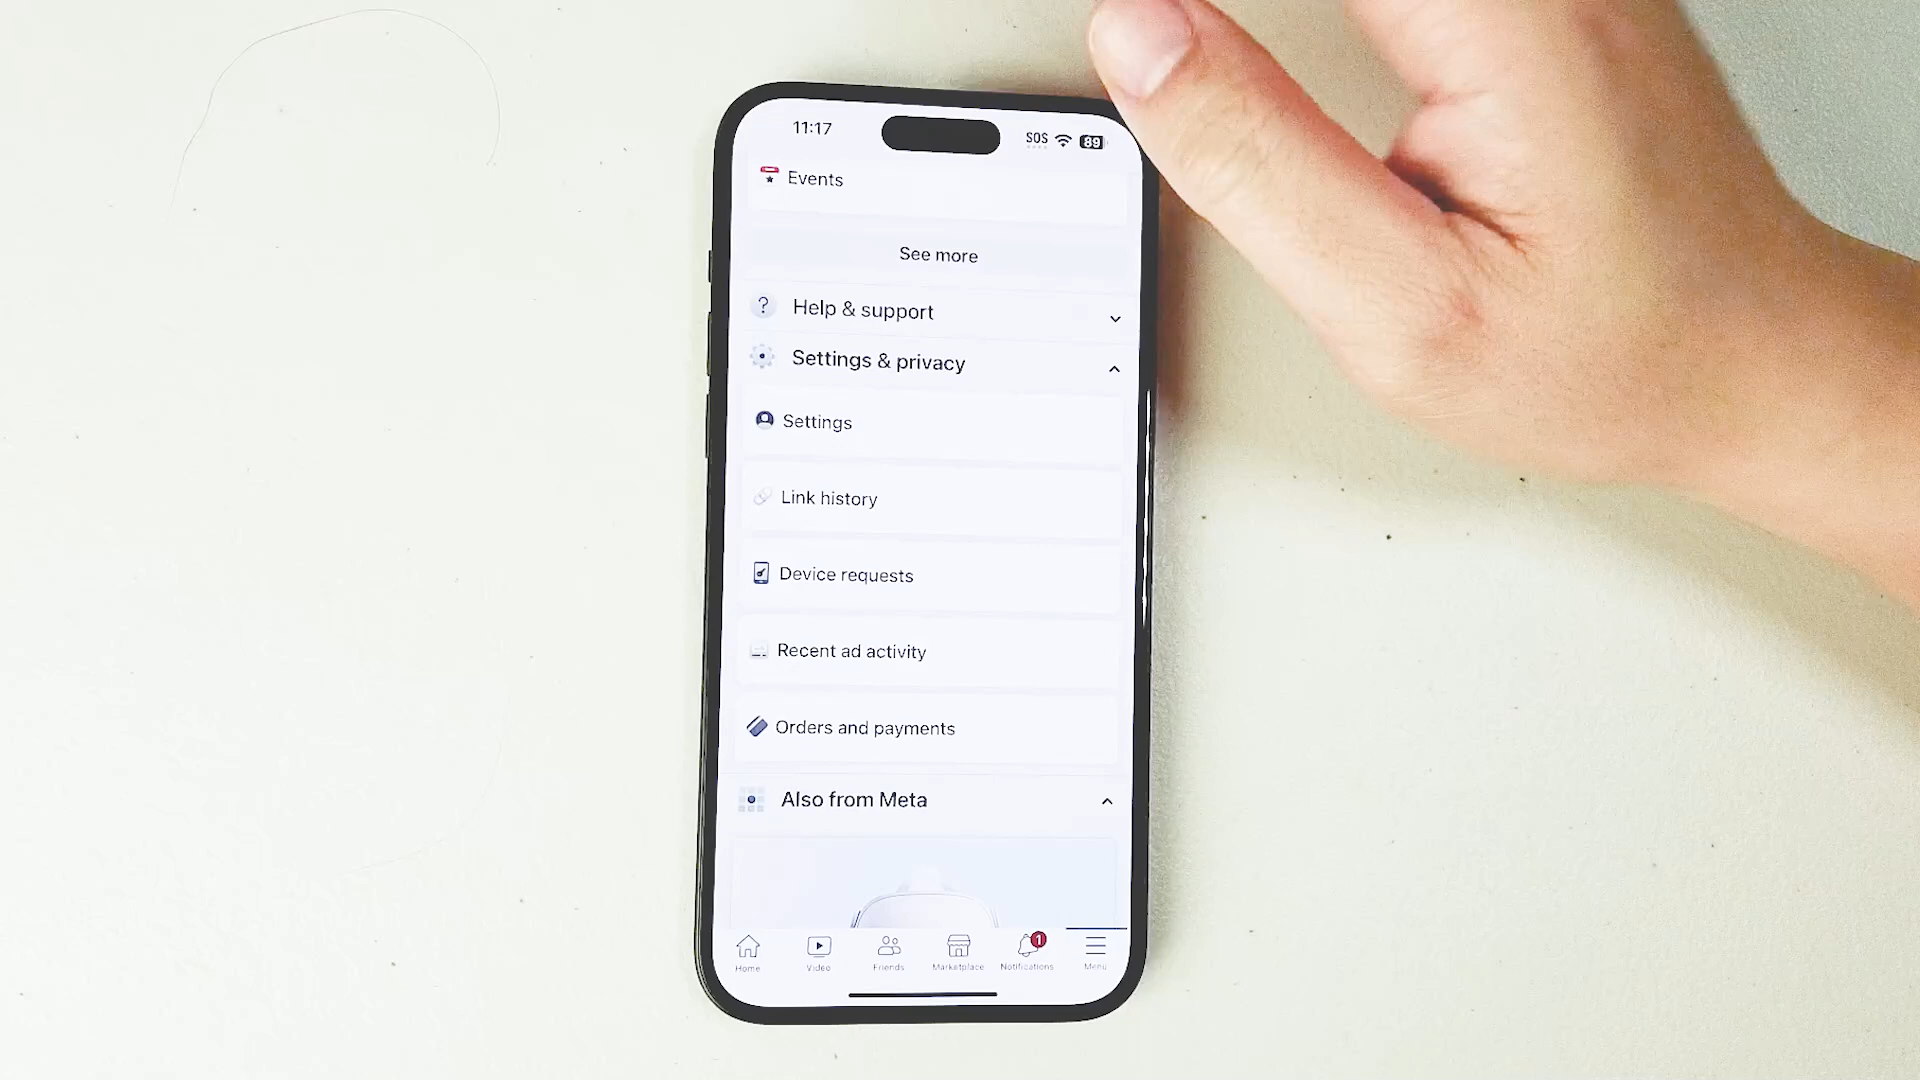 11:17
SOS
89
Events
See more
Help & support
Settings & privacy
Settings
Link history
Device requests
Recent ad activity
Orders and payments
Also from Meta
1
Home
Video
Friends
Marketplace
Notifications
Menu